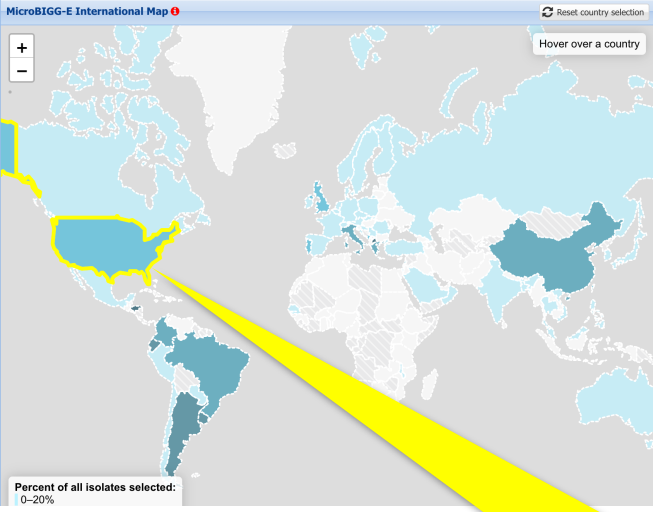 MicroBIGG-E International Map
Reset country selection
+
Hover over a country
−
Percent of all isolates selected:
0–20%